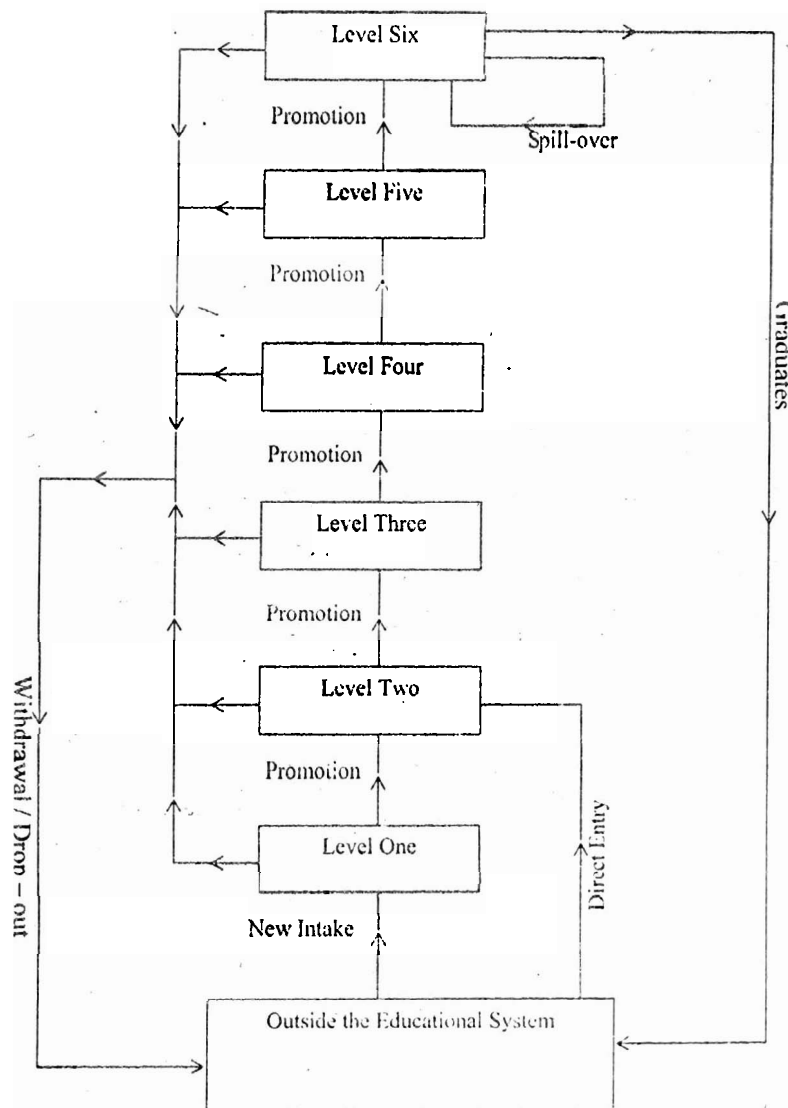 Level Six
Promotion
Spill-over
Level Five
Promotion
Graduates
Level Four
Promotion
Level Three
Promotion
Level Two
Withdrawal / Drop – out
Promotion
Direct Entry
Level One
New Intake
Outside the Educational System